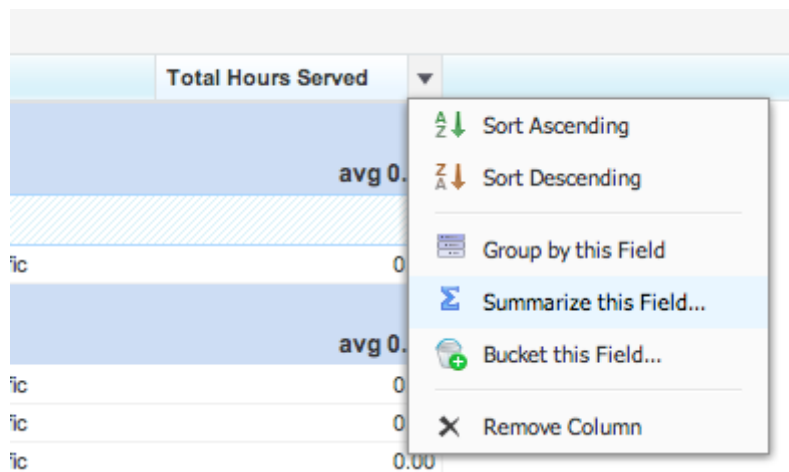 Total Hours Served
Sort Ascending
avg 0.
Sort Descending
Group by this Field
fic 0
Summarize this Field...
avg 0.
Bucket this Field...
fic 0
fic 0
Remove Column
fic 0.00